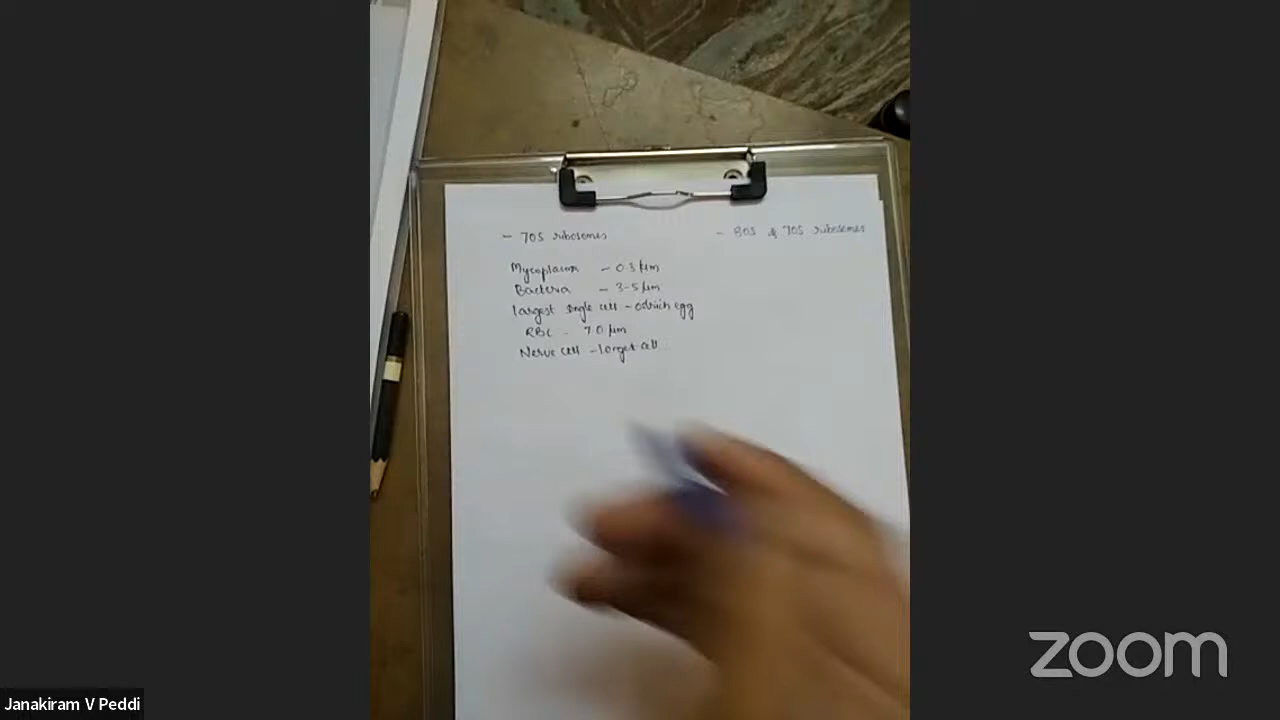 - 70S ribosomes
- 80S & 70S ribosomes
Mycoplasma - 0.3 μm
Bacteria - 3-5 μm
largest single cell - ostrich egg
RBC - 7.0 μm
Nerve cell - longest cell
Janakiram V Peddi
zoom